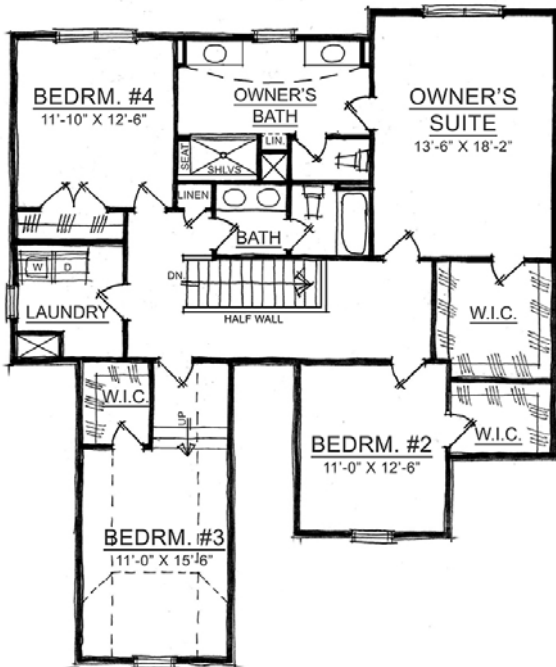 BEDRM. #4
11'-10" X 12'-6"
OWNER'S
BATH
OWNER'S
SUITE
13'-6" X 18'-2"
SEAT
SHLVS
LIN.
LINEN
BATH
W
D
LAUNDRY
DN
HALF WALL
W.I.C.
W.I.C.
UP
BEDRM. #2
11'-0" X 12'-6"
W.I.C.
BEDRM. #3
11'-0" X 15'-6"